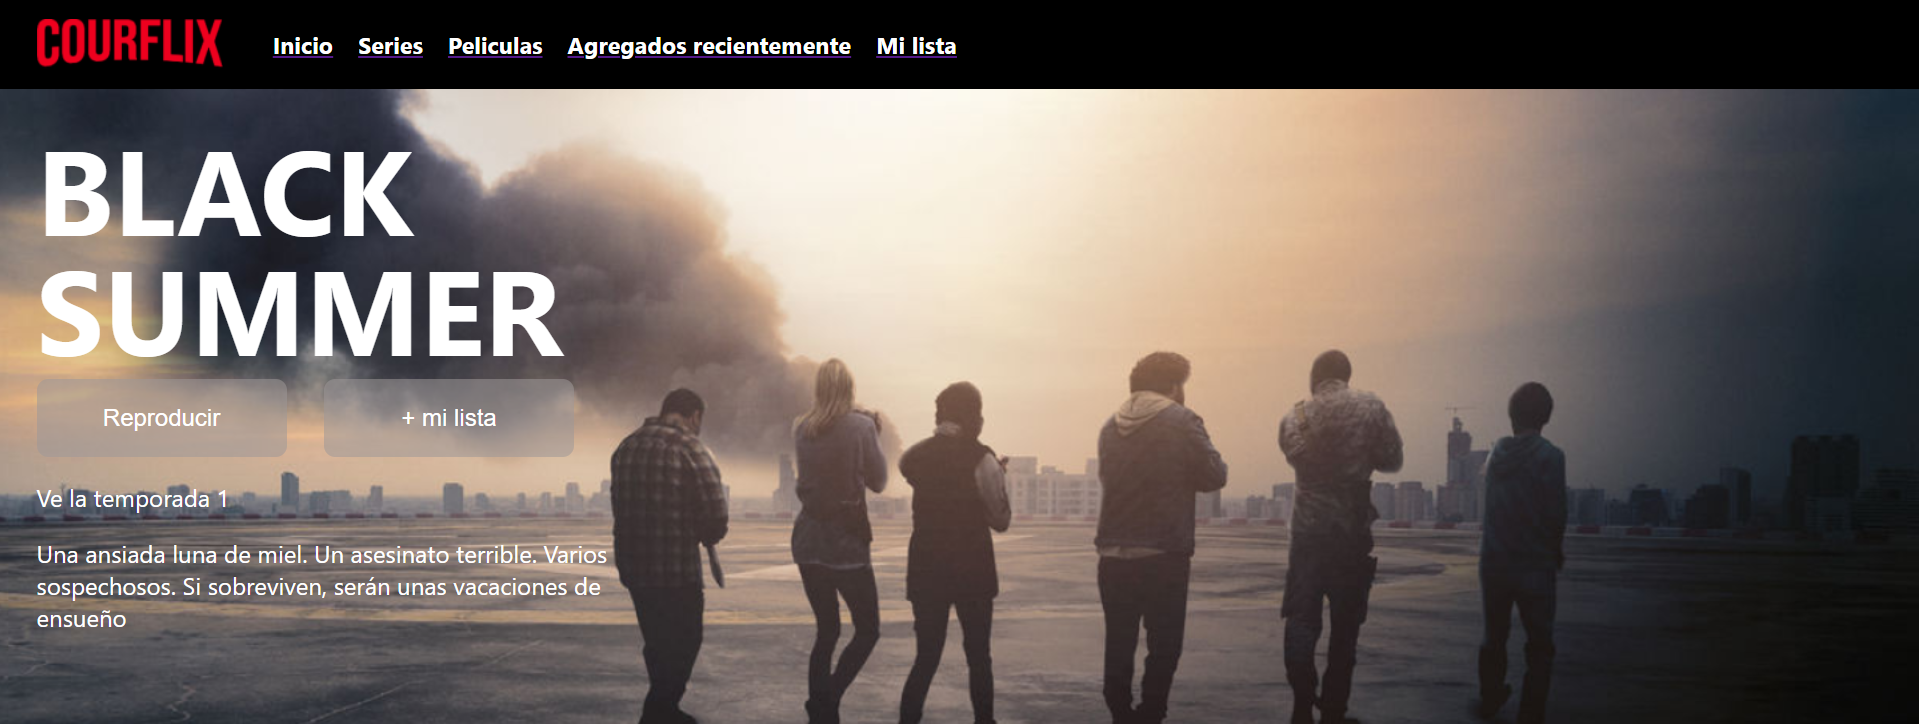 COURFLIX Inicio Series Peliculas Agregados recientemente Mi lista
BLACK
SUMMER
Reproducir + mi lista
Ve la temporada 1
Una ansiada luna de miel. Un asesinato terrible. Varios
sospechosos. Si sobreviven, serán unas vacaciones de
ensueño